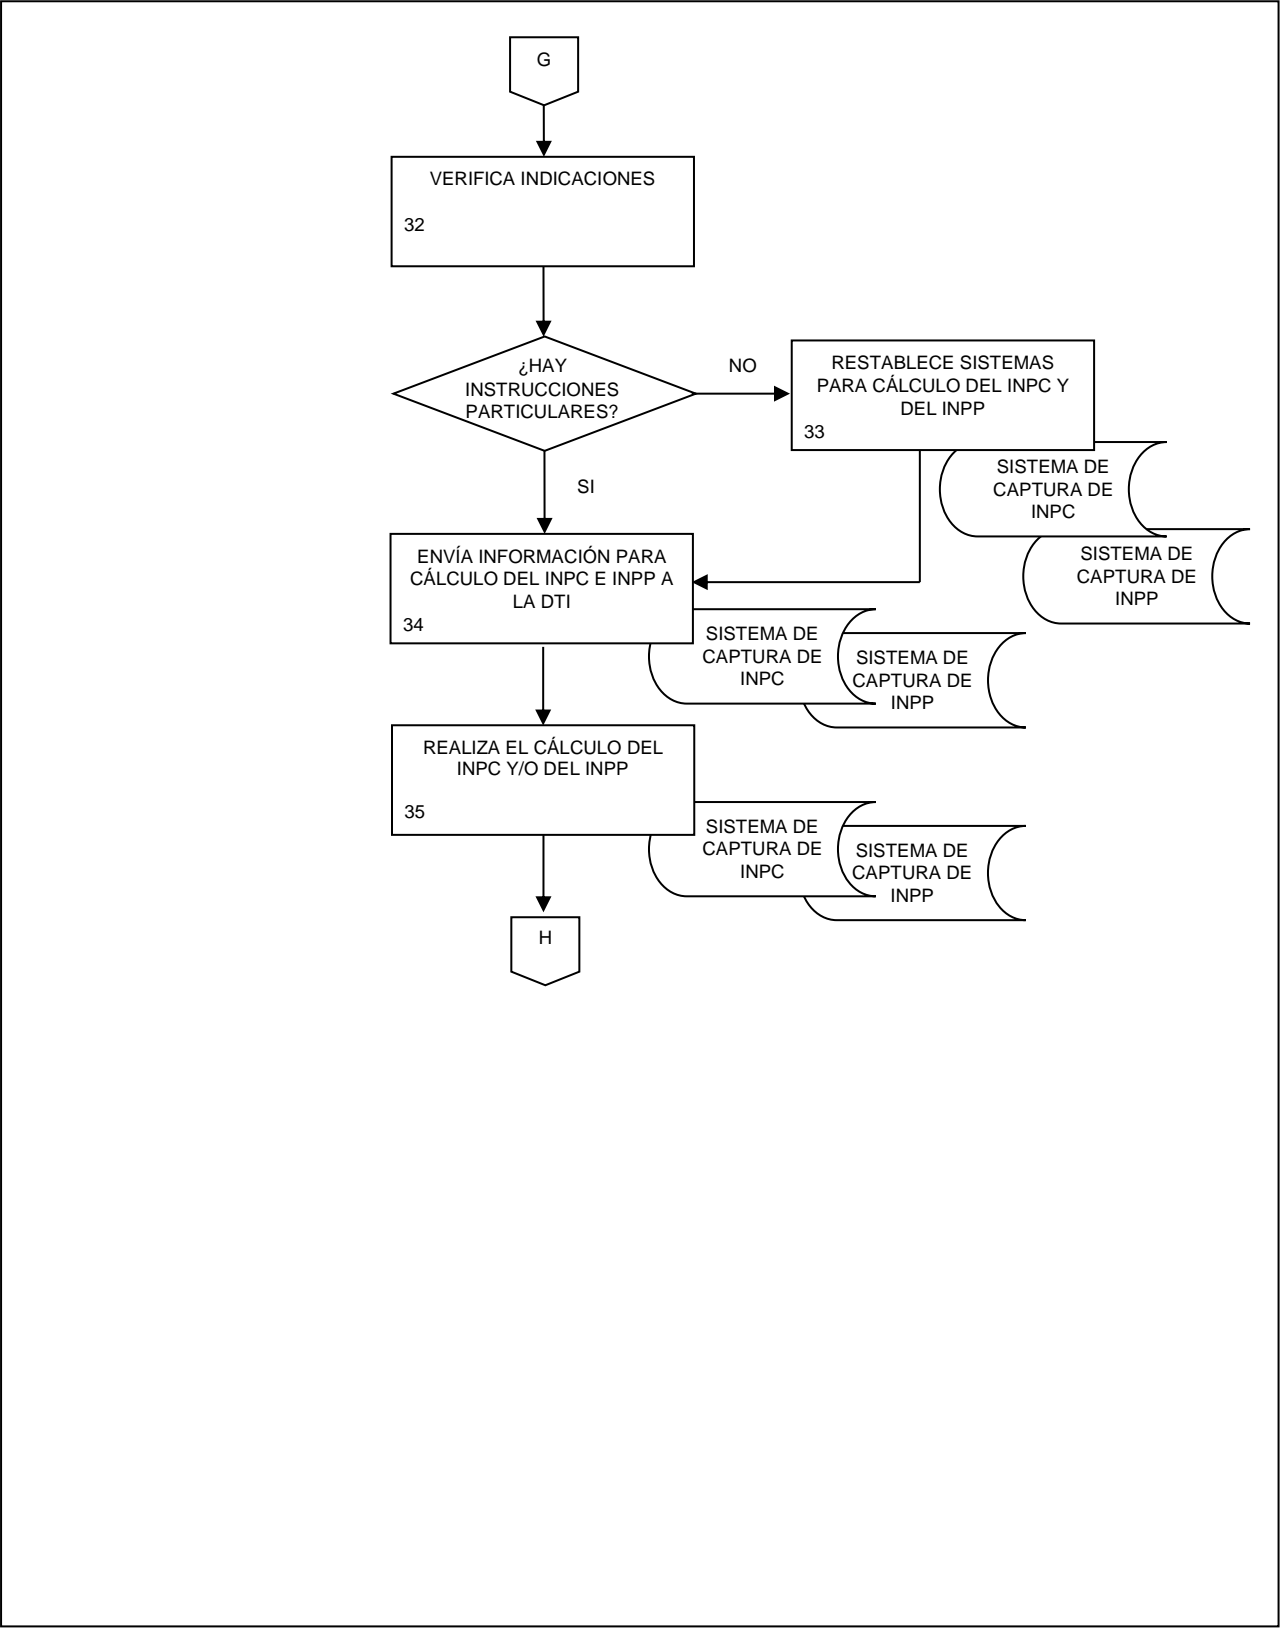 G
VERIFICA INDICACIONES
32
¿HAY
INSTRUCCIONES
PARTICULARES?
NO
RESTABLECE SISTEMAS
PARA CÁLCULO DEL INPC Y
DEL INPP
33
SISTEMA DE
CAPTURA DE
INPC
SISTEMA DE
CAPTURA DE
INPP
SI
ENVÍA INFORMACIÓN PARA
CÁLCULO DEL INPC E INPP A
LA DTI
34
SISTEMA DE
CAPTURA DE
INPC
SISTEMA DE
CAPTURA DE
INPP
REALIZA EL CÁLCULO DEL
INPC Y/O DEL INPP
35
SISTEMA DE
CAPTURA DE
INPC
SISTEMA DE
CAPTURA DE
INPP
H